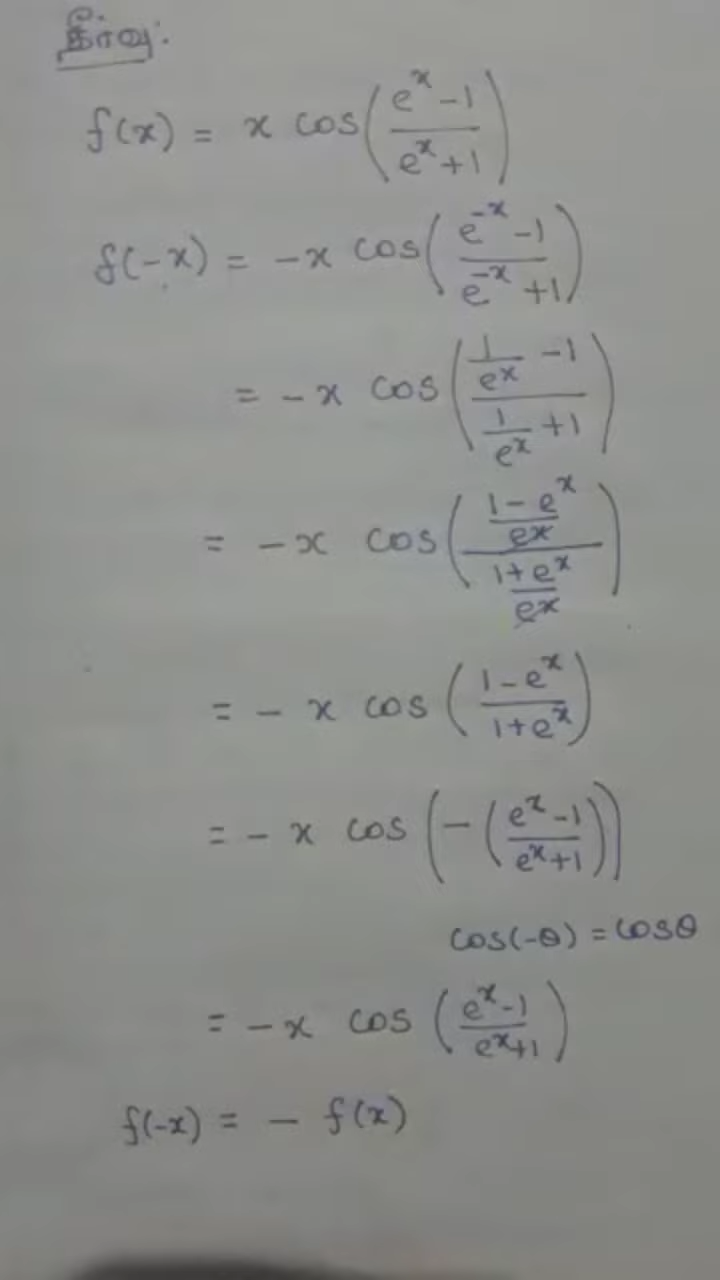 தீர்வு:
f(x) = x cos((e^x - 1)/(e^x + 1))
f(-x) = -x cos((e^-x - 1)/(e^-x + 1))
= -x cos((1/e^x - 1)/(1/e^x + 1))
= -x cos(((1 - e^x)/e^x)/((1 + e^x)/e^x))
= - x cos((1 - e^x)/(1 + e^x))
= - x cos(-((e^x - 1)/(e^x + 1)))
cos(-θ) = cosθ
= -x cos((e^x - 1)/(e^x + 1))
f(-x) = - f(x)